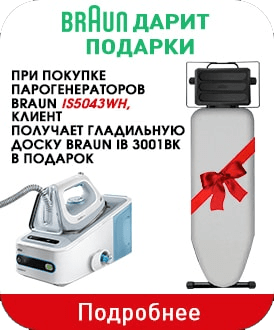 BRAUN ДАРИТ
ПОДАРКИ
ПРИ ПОКУПКЕ
ПАРОГЕНЕРАТОРОВ
BRAUN IS5043WH,
КЛИЕНТ
ПОЛУЧАЕТ ГЛАДИЛЬНУЮ
ДОСКУ BRAUN IB 3001BK
В ПОДАРОК
Подробнее